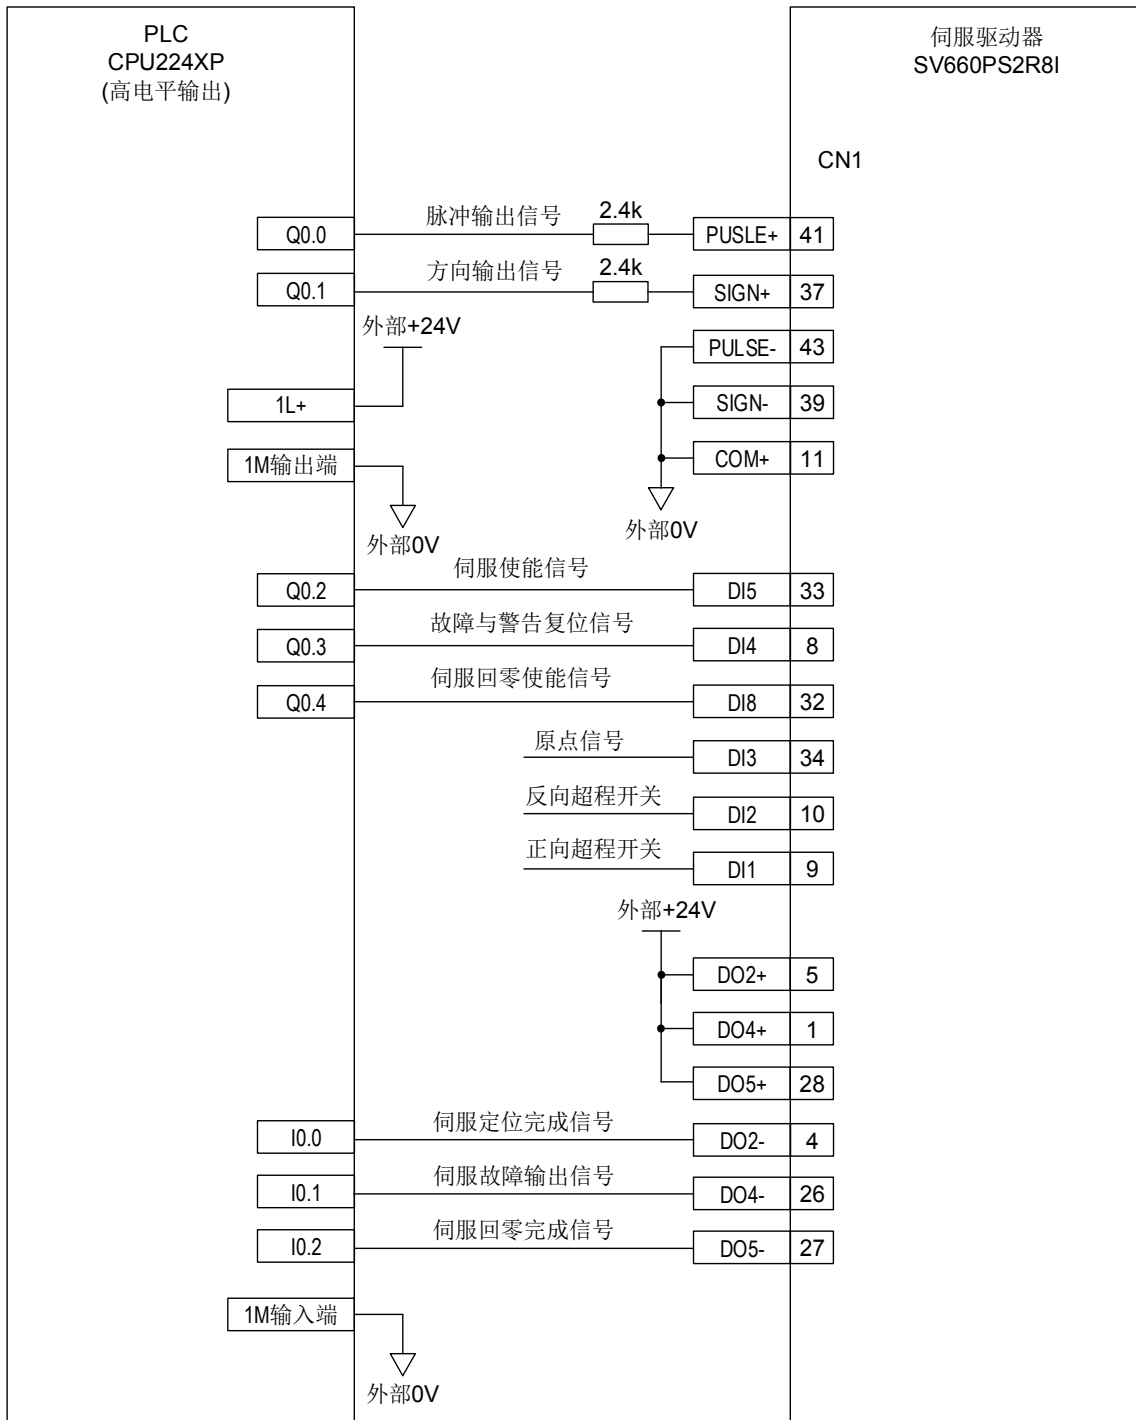 PLC
CPU224XP
(高电平输出)
伺服驱动器
SV660PS2R8I
CN1
Q0.0
脉冲输出信号
2.4k
PUSLE+
41
Q0.1
方向输出信号
2.4k
SIGN+
37
外部+24V
PULSE-
43
1L+
SIGN-
39
1M输出端
COM+
11
外部0V
外部0V
Q0.2
伺服使能信号
DI5
33
Q0.3
故障与警告复位信号
DI4
8
Q0.4
伺服回零使能信号
DI8
32
原点信号
DI3
34
反向超程开关
DI2
10
正向超程开关
DI1
9
外部+24V
DO2+
5
DO4+
1
DO5+
28
I0.0
伺服定位完成信号
DO2-
4
I0.1
伺服故障输出信号
DO4-
26
I0.2
伺服回零完成信号
DO5-
27
1M输入端
外部0V